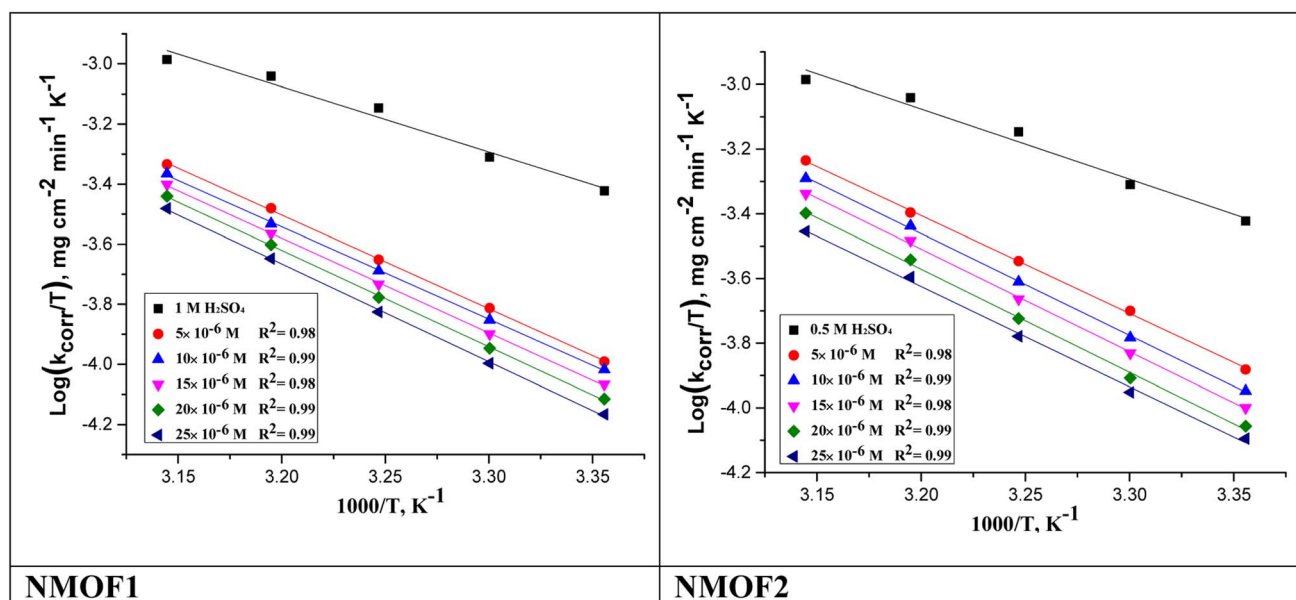 Log(k_corr/T), mg cm⁻² min⁻¹ K⁻¹
-3.0
-3.2
-3.4
-3.6
-3.8
-4.0
-4.2
1 M H₂SO₄
5× 10⁻⁶ M R²= 0.98
10× 10⁻⁶ M R²= 0.99
15× 10⁻⁶ M R²= 0.98
20× 10⁻⁶ M R²= 0.99
25× 10⁻⁶ M R²= 0.99
3.15 3.20 3.25 3.30 3.35
1000/T, K⁻¹
NMOF1
Log(k_corr/T), mg cm⁻² min⁻¹ K⁻¹
-3.0
-3.2
-3.4
-3.6
-3.8
-4.0
-4.2
0.5 M H₂SO₄
5× 10⁻⁶ M R²= 0.98
10× 10⁻⁶ M R²= 0.99
15× 10⁻⁶ M R²= 0.98
20× 10⁻⁶ M R²= 0.99
25× 10⁻⁶ M R²= 0.99
3.15 3.20 3.25 3.30 3.35
1000/T, K⁻¹
NMOF2